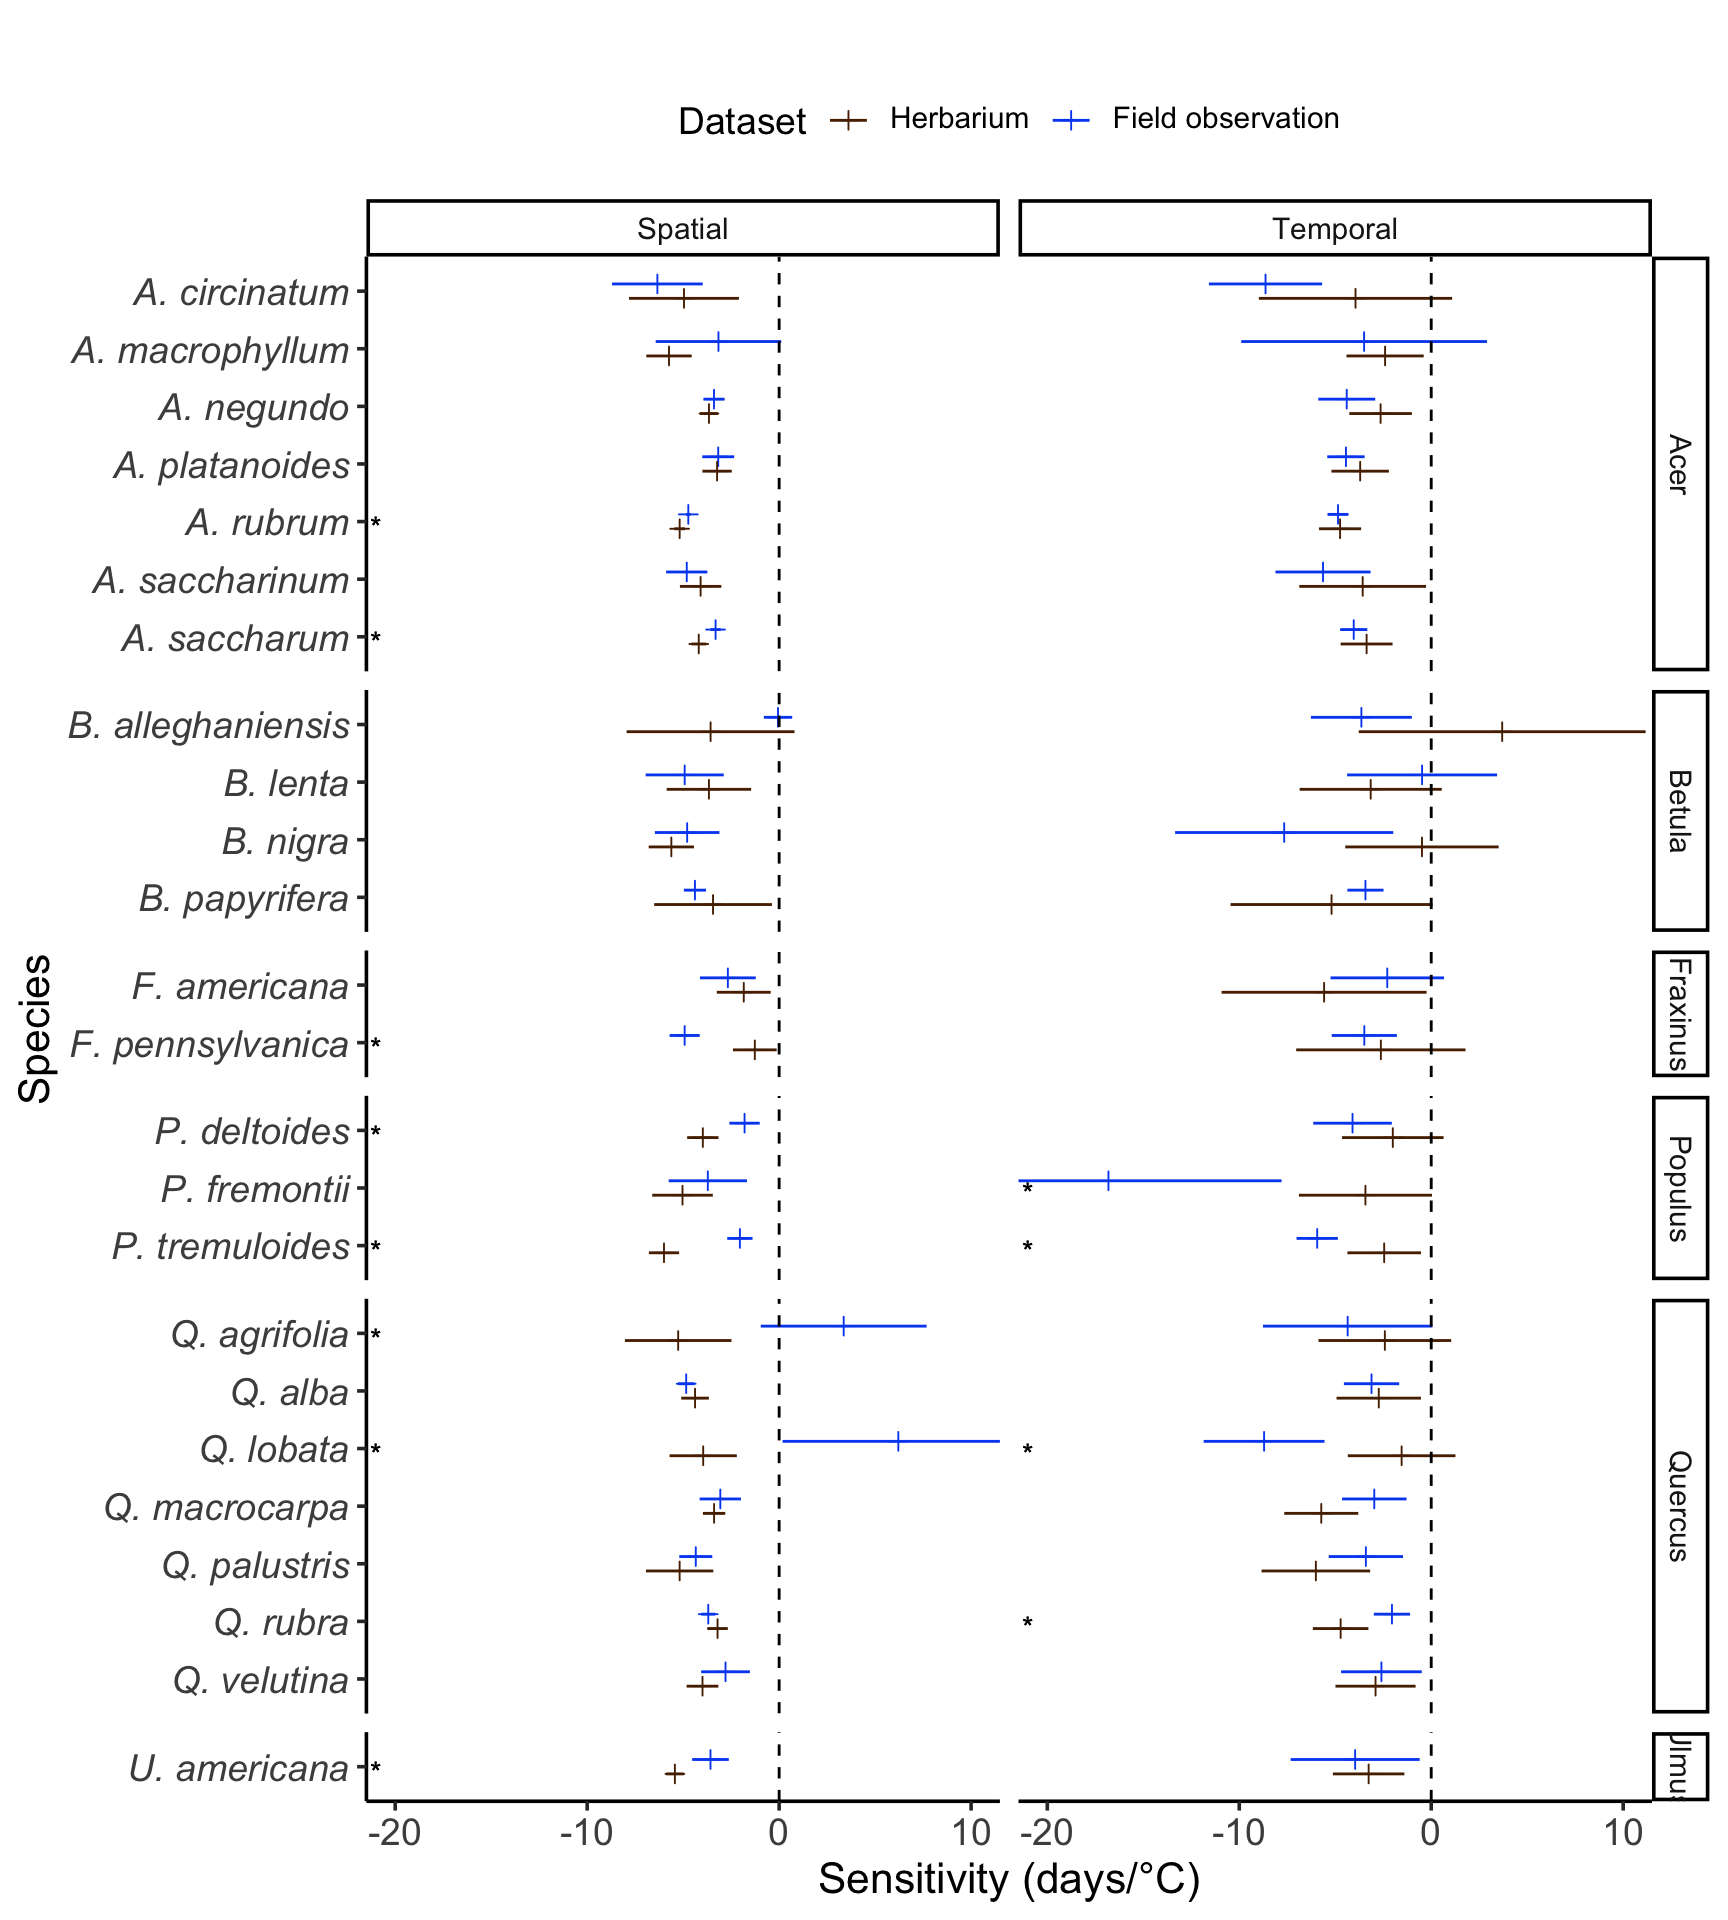 Dataset Herbarium Field observation
Spatial Temporal
A. circinatum
A. macrophyllum
A. negundo
A. platanoides
A. rubrum *
A. saccharinum
A. saccharum *
Acer
B. alleghaniensis
B. lenta
B. nigra
B. papyrifera
Betula
F. americana
F. pennsylvanica *
Fraxinus
P. deltoides *
P. fremontii *
P. tremuloides * *
Populus
Q. agrifolia *
Q. alba
Q. lobata * *
Q. macrocarpa
Q. palustris
Q. rubra *
Q. velutina
Quercus
U. americana *
Ulmus
Species
-20 -10 0 10 -20 -10 0 10
Sensitivity (days/°C)